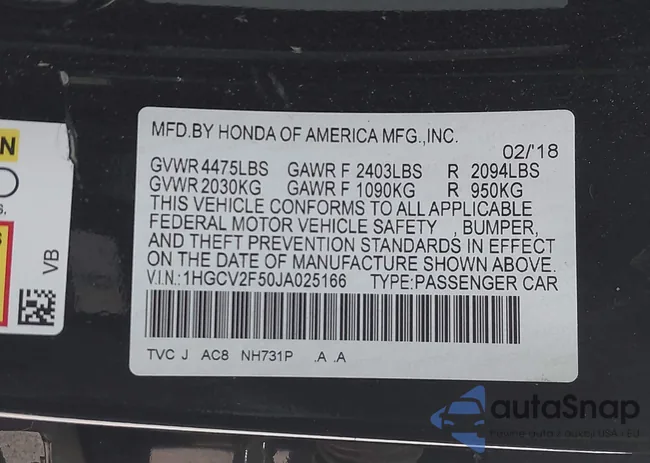 MFD.BY HONDA OF AMERICA MFG.,INC.
02/'18
GVWR 4475LBS GAWR F 2403LBS R 2094LBS
GVWR 2030KG GAWR F 1090KG R 950KG
THIS VEHICLE CONFORMS TO ALL APPLICABLE
FEDERAL MOTOR VEHICLE SAFETY , BUMPER,
AND THEFT PREVENTION STANDARDS IN EFFECT
ON THE DATE OF MANUFACTURE SHOWN ABOVE.
V.I.N.: 1HGCV2F50JA025166 TYPE:PASSENGER CAR
TVC J AC8 NH731P .A .A
VB
autoSnap